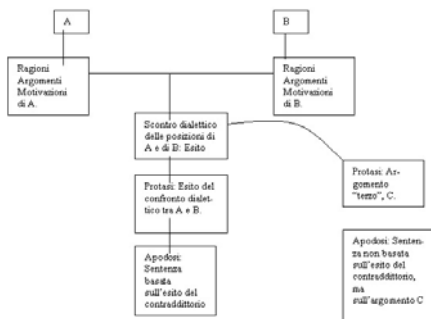 A
B
Ragioni
Argomenti
Motivazioni
di A.
Ragioni
Argomenti
Motivazioni
di B.
Scontro dialettico
delle posizioni di
A e di B: Esito
Protasi: Esito del
confronto dialet-
tico tra A e B.
Protasi: Ar-
gomento
"terzo", C.
Apodosi:
Sentenza
basata
sull'esito del
contraddittorio
Apodosi: Senten-
za non basata
sull'esito del
contraddittorio,
ma
sull'argomento C